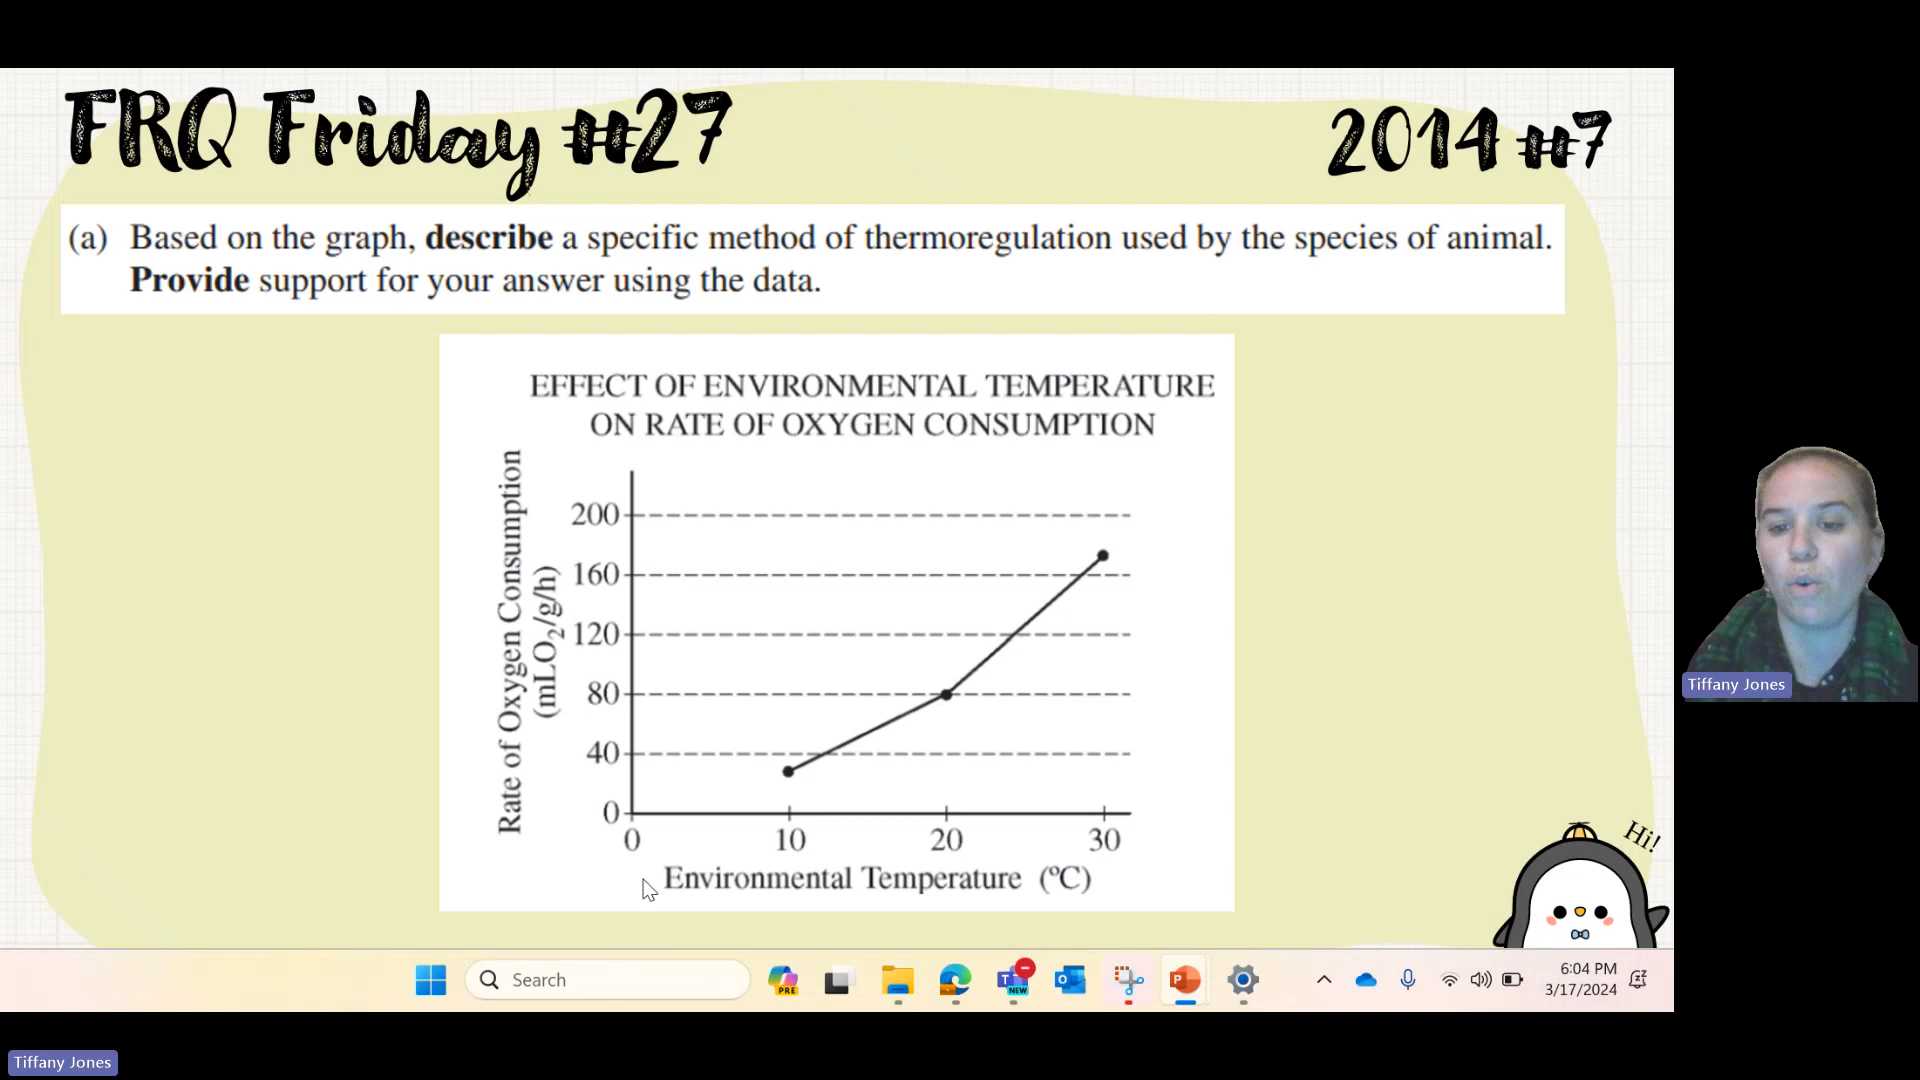 FRQ Friday #27
2014 #7
(a) Based on the graph, describe a specific method of thermoregulation used by the species of animal.
Provide support for your answer using the data.
EFFECT OF ENVIRONMENTAL TEMPERATURE
ON RATE OF OXYGEN CONSUMPTION
Rate of Oxygen Consumption
(mLO₂/g/h)
200
160
120
80
40
0
0 10 20 30
Environmental Temperature (ºC)
Hi!
Tiffany Jones
Search
PRE
NEW
6:04 PM
3/17/2024
Tiffany Jones